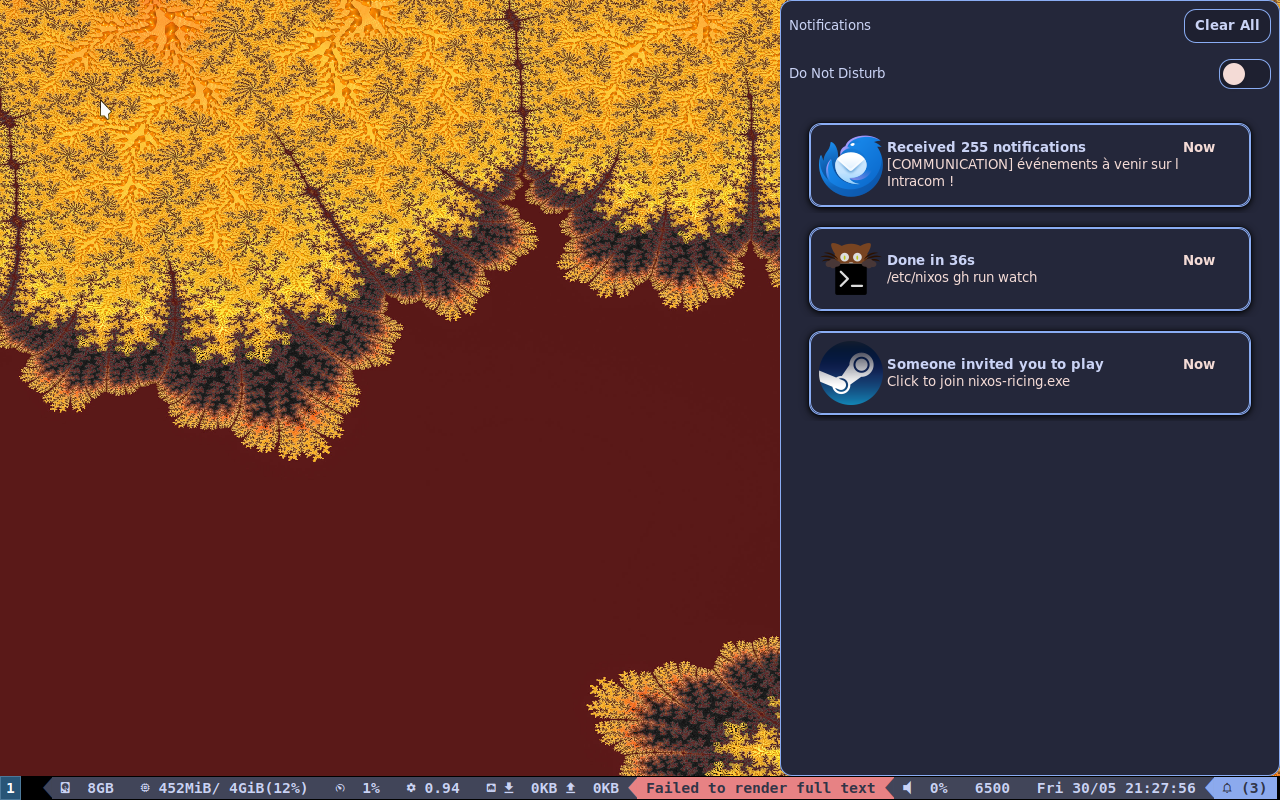 Notifications
Clear All
Do Not Disturb
Received 255 notifications
Now
[COMMUNICATION] événements à venir sur l
Intracom !
Done in 36s
Now
/etc/nixos gh run watch
Someone invited you to play
Now
Click to join nixos-ricing.exe
1 8GB 452MiB/ 4GiB(12%) 1% 0.94 0KB 0KB Failed to render full text 0% 6500 Fri 30/05 21:27:56 (3)